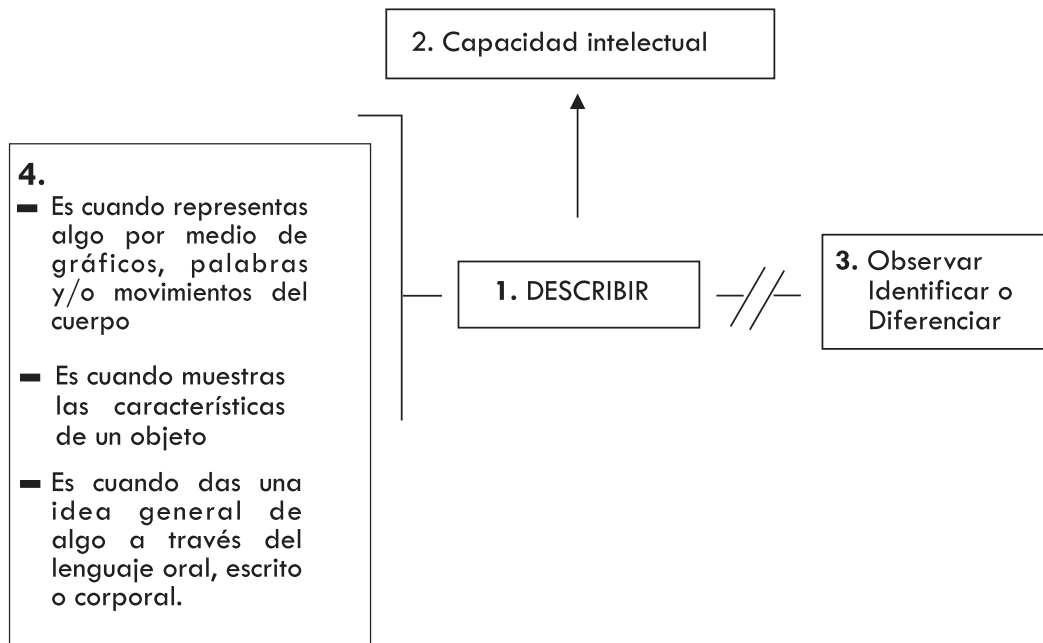 2. Capacidad intelectual
4.
▬ Es cuando representas
algo por medio de
gráficos, palabras
y/o movimientos del
cuerpo
▬ Es cuando muestras
las característícas
de un objeto
▬ Es cuando das una
idea general de
algo a través del
lenguaje oral, escrito
o corporal.
1. DESCRIBIR
3. Observar
Identificar o
Diferenciar